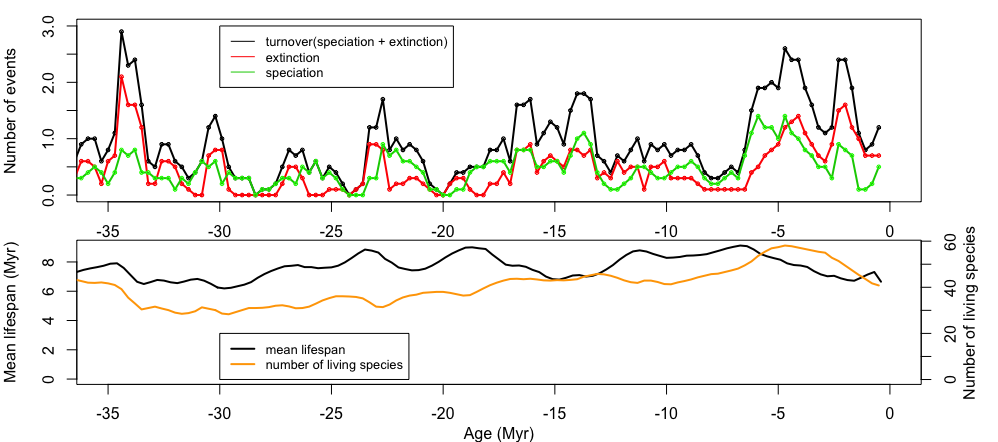 Number of events
3.0
2.0
1.0
0.0
turnover(speciation + extinction)
extinction
speciation
-35 -30 -25 -20 -15 -10 -5 0
Mean lifespan (Myr)
8
6
4
2
0
mean lifespan
number of living species
60
40
20
0
Number of living species
-35 -30 -25 -20 -15 -10 -5 0
Age (Myr)